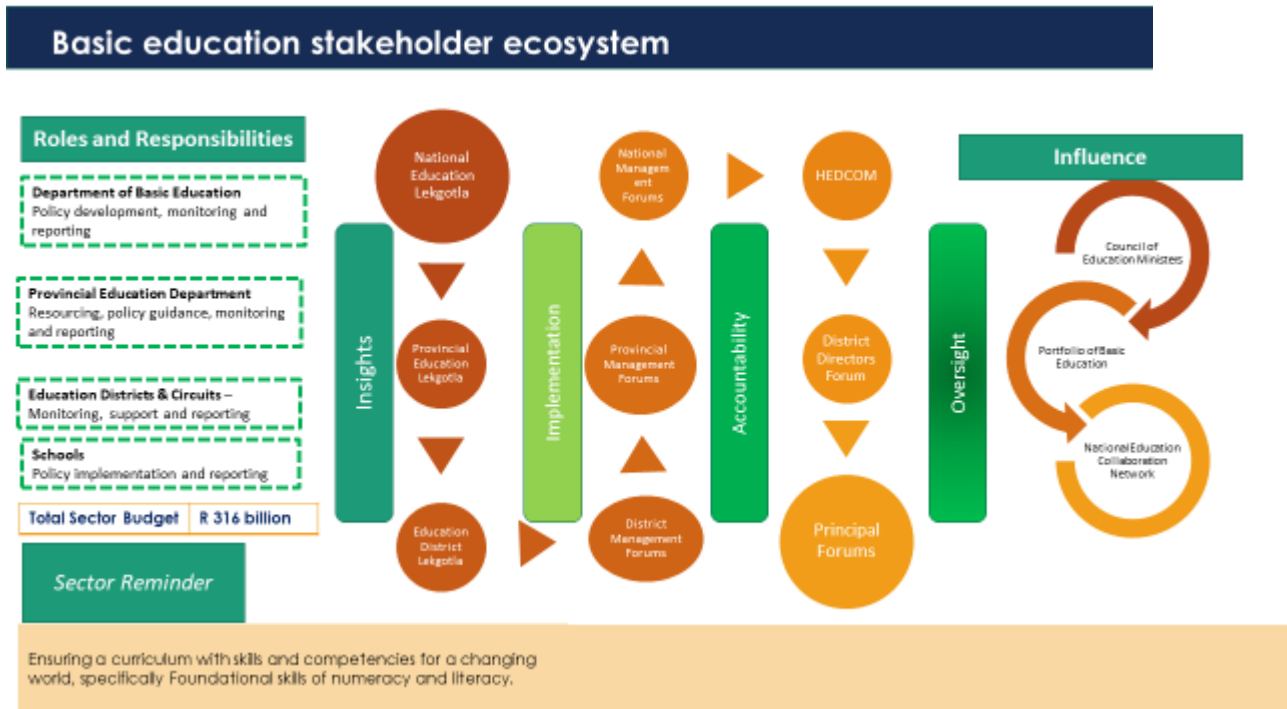 Basic education stakeholder ecosystem
Roles and Responsibilities
Department of Basic Education
Policy development, monitoring and
reporting
Provincial Education Department
Resourcing, policy guidance, monitoring
and reporting
Education Districts & Circuits –
Monitoring, support and reporting
Schools
Policy implementation and reporting
Total Sector Budget R 316 billion
Sector Reminder
Ensuring a curriculum with skills and competencies for a changing
world, specifically Foundational skills of numeracy and literacy.
Insights
National
Education
Lekgotla
Provincial
Education
Lekgotla
Education
District
Lekgotla
Implementation
National
Managem
ent
Forums
Provincial
Management
Forums
District
Management
Forums
Accountability
HEDCOM
District
Directors
Forum
Principal
Forums
Oversight
Influence
Council of
Education Ministers
Portfolio of Basic
Education
National Education
Collaboration
Network